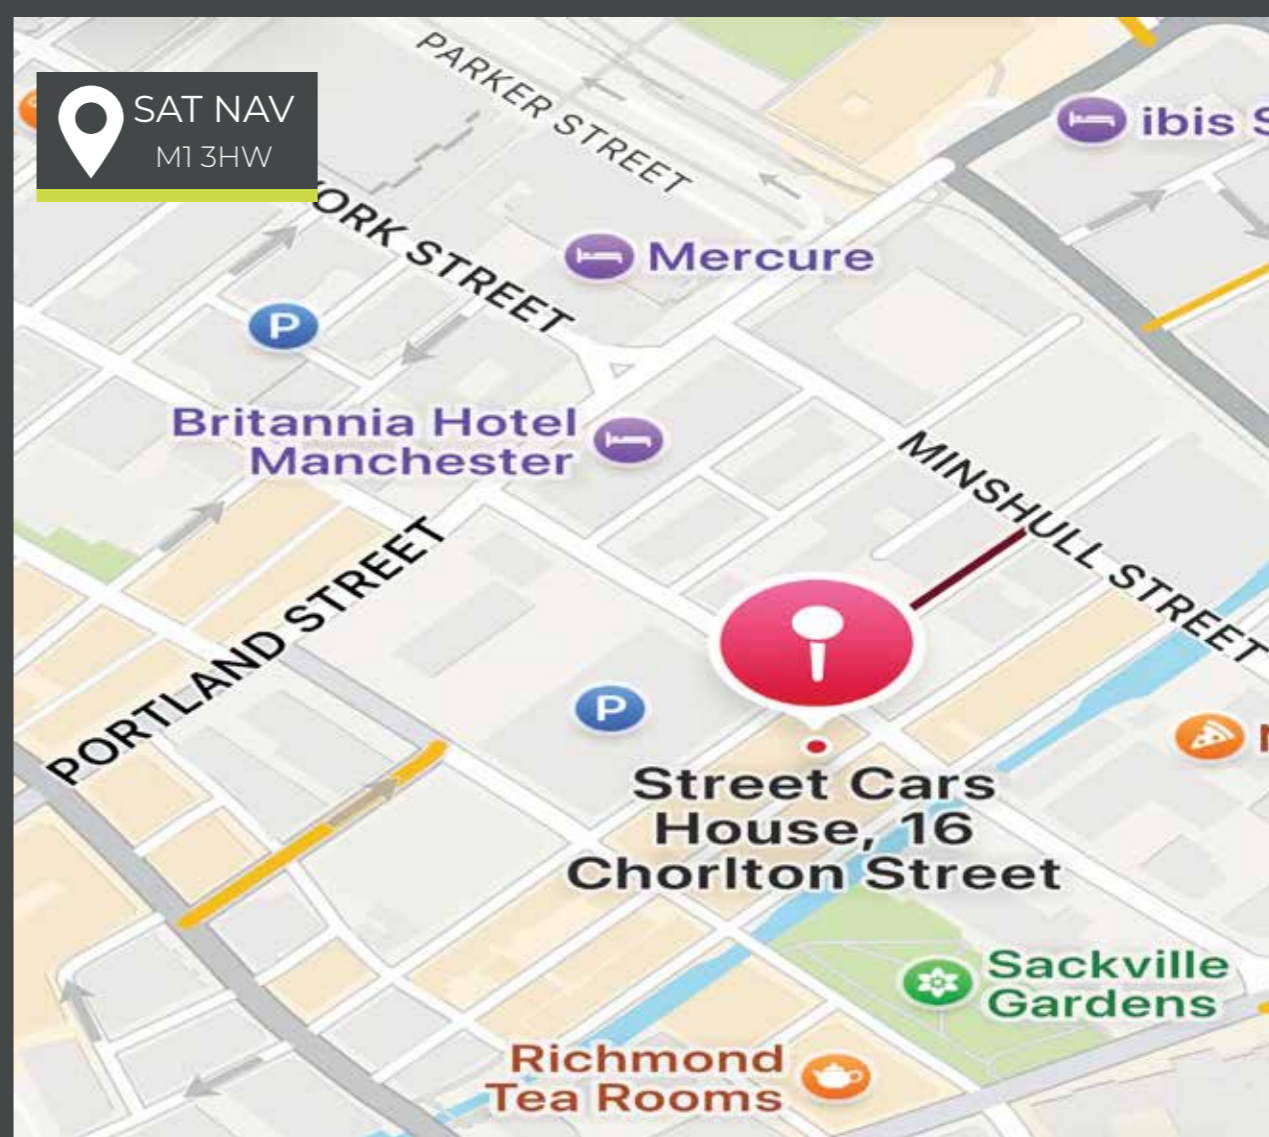 PARKER STREET
SAT NAV
M1 3HW
ibis
YORK STREET
Mercure
P
Britannia Hotel
Manchester
MINSHULL STREET
PORTLAND STREET
P
Street Cars
House, 16
Chorlton Street
Sackville
Gardens
Richmond
Tea Rooms